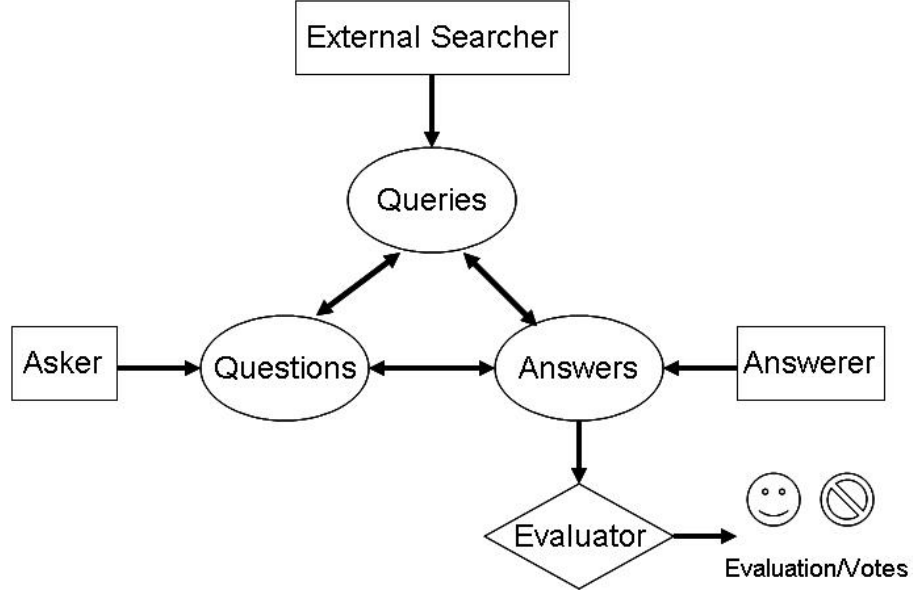 External Searcher
Queries
Asker
Questions
Answers
Answerer
Evaluator
Evaluation/Votes